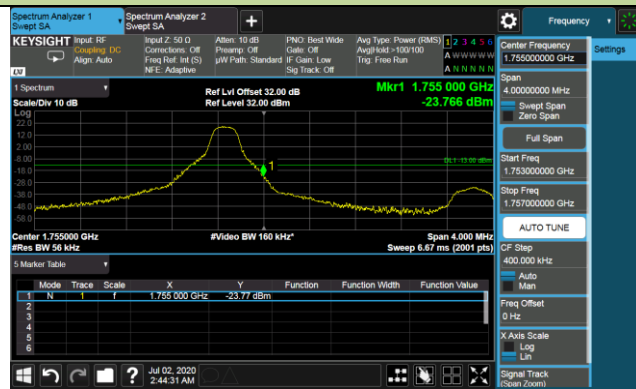 Spectrum Analyzer 1
Swept SA
Spectrum Analyzer 2
Swept SA
+
Frequency
KEYSIGHT
Input: RF
Coupling: DC
Align: Auto
Input Z: 50 Ω
Corrections: Off
Freq Ref: Int (S)
NFE: Adaptive
Atten: 10 dB
Preamp: Off
µW Path: Standard
PNO: Best Wide
Gate: Off
IF Gain: Low
Sig Track: Off
Avg Type: Power (RMS)
Avg|Hold:>100/100
Trig: Free Run
1 2 3 4 5 6
A W W W W W
A N N N N N
LXI
1 Spectrum
Scale/Div 10 dB
Log
Ref Lvl Offset 32.00 dB
Ref Level 32.00 dBm
Mkr1 1.755 000 GHz
-23.766 dBm
22.0
12.0
2.00
-8.00
-18.0
-28.0
-38.0
-48.0
-58.0
1
DL1 -13.00 dBm
Center 1.755000 GHz
#Res BW 56 kHz
#Video BW 160 kHz*
Span 4.000 MHz
Sweep 6.67 ms (2001 pts)
5 Marker Table
Mode Trace Scale X Y Function Function Width Function Value
1 N 1 f 1.755 000 GHz -23.77 dBm
2
3
4
5
6
Jul 02, 2020
2:44:31 AM
Center Frequency
1.755000000 GHz
Settings
Span
4.00000000 MHz
Swept Span
Zero Span
Full Span
Start Freq
1.753000000 GHz
Stop Freq
1.757000000 GHz
AUTO TUNE
CF Step
400.000 kHz
Auto
Man
Freq Offset
0 Hz
X Axis Scale
Log
Lin
Signal Track
(Span Zoom)